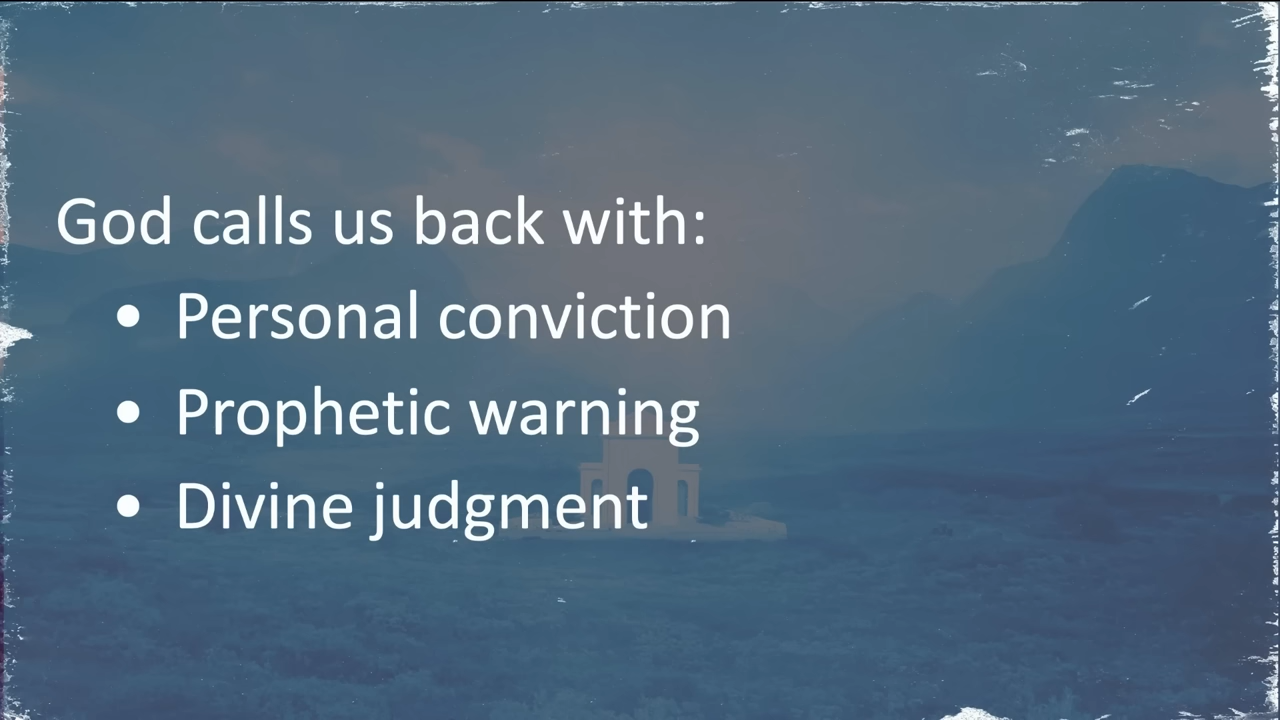 God calls us back with:
• Personal conviction
• Prophetic warning
• Divine judgment